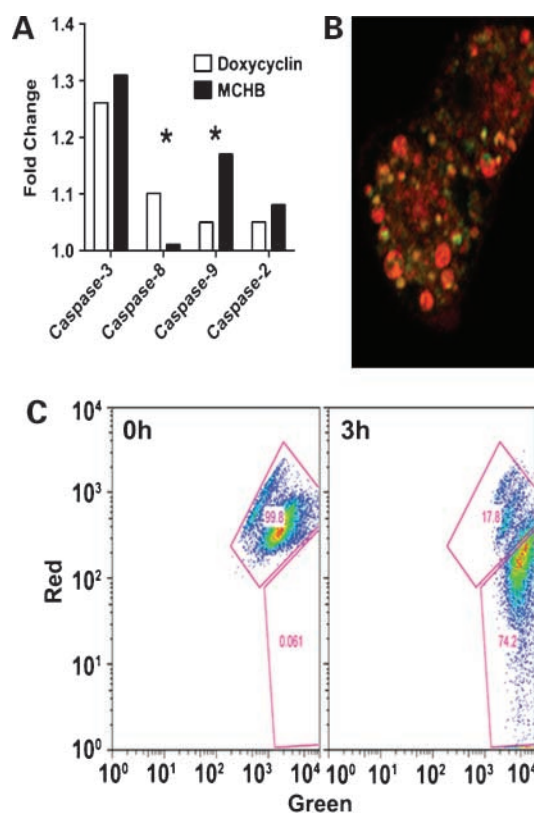 A
B
Fold Change
1.4
1.3
1.2
1.1
1.0
Doxycyclin
MCHB
* *
Caspase-3 Caspase-8 Caspase-9 Caspase-2
C
0h 3h
Red
10⁴
10³
10²
10¹
10⁰
99.8
0.061
17.8
74.2
10⁰ 10¹ 10² 10³ 10⁴ 10⁰ 10¹ 10² 10³ 10⁴
Green